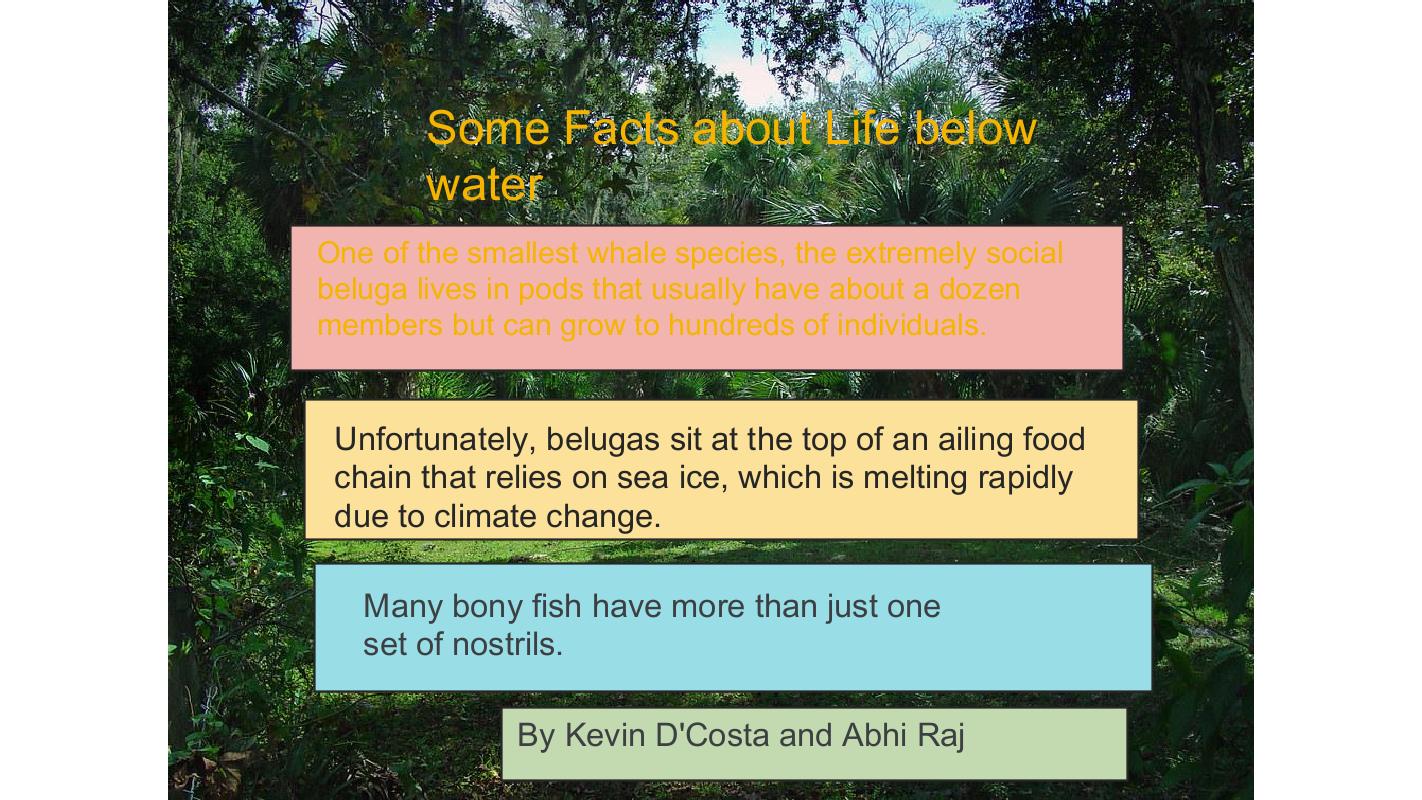 Some Facts about Life below
water
One of the smallest whale species, the extremely social
beluga lives in pods that usually have about a dozen
members but can grow to hundreds of individuals.
Unfortunately, belugas sit at the top of an ailing food
chain that relies on sea ice, which is melting rapidly
due to climate change.
Many bony fish have more than just one
set of nostrils.
By Kevin D'Costa and Abhi Raj